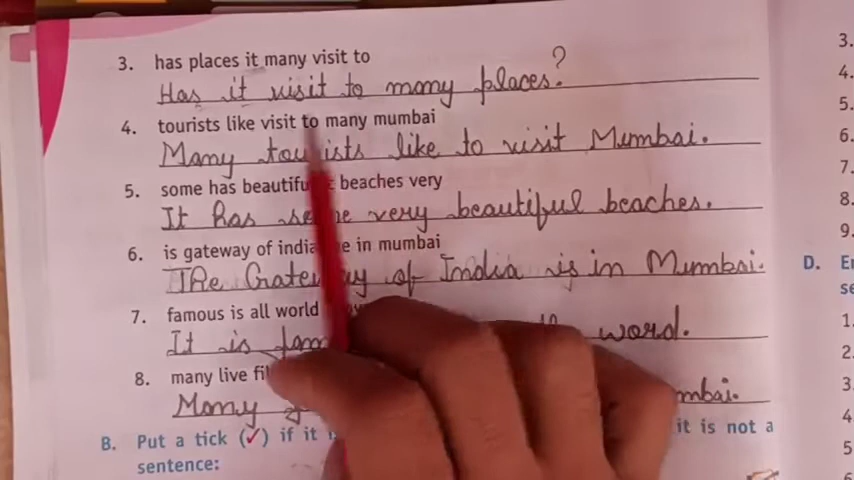 3. has places it many visit to
Has it visit to many places?
4. tourists like visit to many mumbai
Many tourists like to visit Mumbai.
5. some has beautiful beaches very
It has some very beautiful beaches.
6. is gateway of india in mumbai
The Gateway of India is in Mumbai.
7. famous is all world
It is word.
8. many live
Many mbai.
B. Put a tick (✓) if it it is not a
sentence:
3.
4.
5.
6.
7.
8.
9.
D.
1.
2.
3.
4.
5.